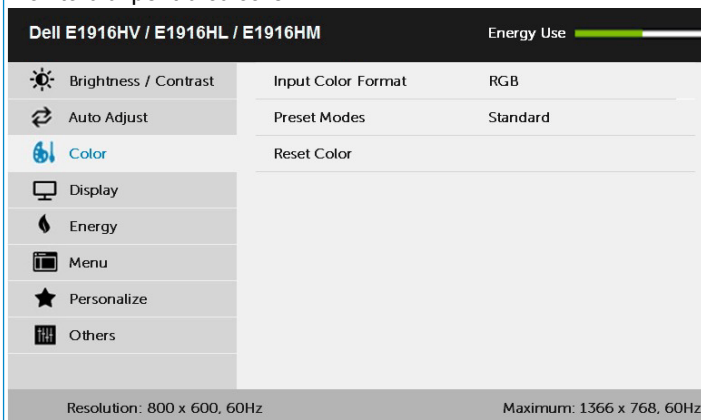 Dell E1916HV / E1916HL / E1916HM Energy Use
Brightness / Contrast Input Color Format RGB
Auto Adjust Preset Modes Standard
Color Reset Color
Display
Energy
Menu
Personalize
Others
Resolution: 800 x 600, 60Hz Maximum: 1366 x 768, 60Hz